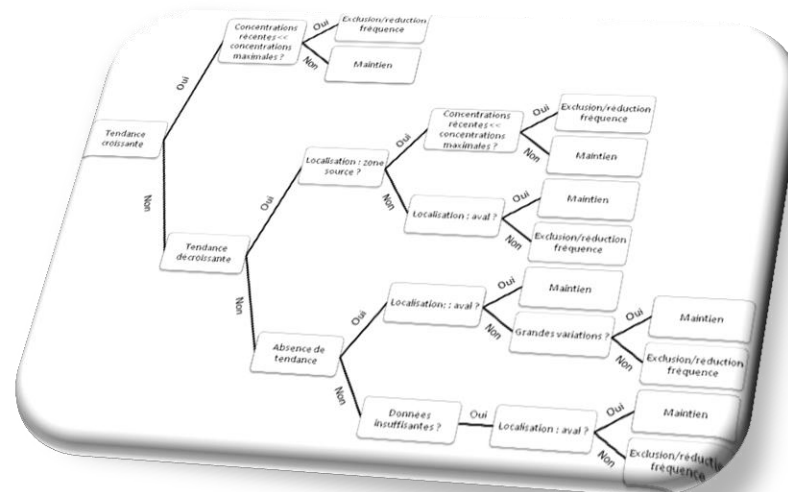 Concentrations
récentes <<
concentrations
maximales ?
Oui
Exclusion/réduction
fréquence
Non
Maintien
Oui
Tendance
croissante
Non
Tendance
décroissante
Oui
Localisation : zone
source ?
Oui
Concentrations
récentes <<
concentrations
maximales ?
Oui
Exclusion/réduction
fréquence
Non
Maintien
Non
Localisation : aval ?
Oui
Maintien
Non
Exclusion/réduction
fréquence
Non
Absence de
tendance
Oui
Localisation: : aval ?
Oui
Maintien
Non
Grandes variations ?
Oui
Maintien
Non
Exclusion/réduction
fréquence
Non
Données
insuffisantes ?
Oui
Localisation : aval ?
Oui
Maintien
Non
Exclusion/réduction
fréquence